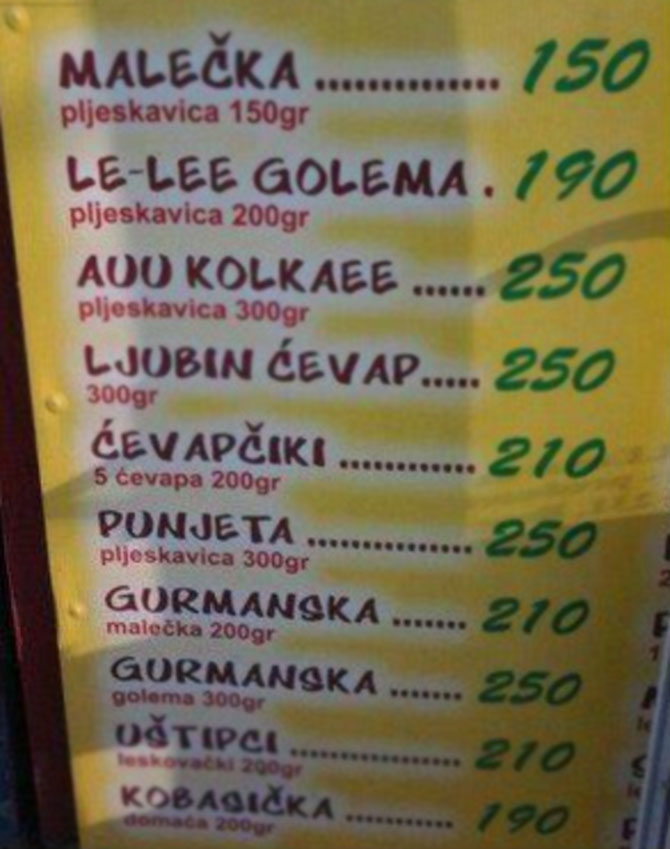 MALEČKA .................. 150
pljeskavica 150gr
LE-LEE GOLEMA . 190
pljeskavica 200gr
AUU KOLKAEE ...... 250
pljeskavica 300gr
LJUBIN ĆEVAP..... 250
300gr
ĆEVAPČIKI ............ 210
5 ćevapa 200gr
PUNJETA ............... 250
pljeskavica 300gr
GURMANSKA ....... 210
malečka 200gr
GURMANSKA ....... 250
golema 300gr
UŠTIPCI ................. 210
leskovački 200gr
KOBASIČKA ........... 190
domaća 200gr